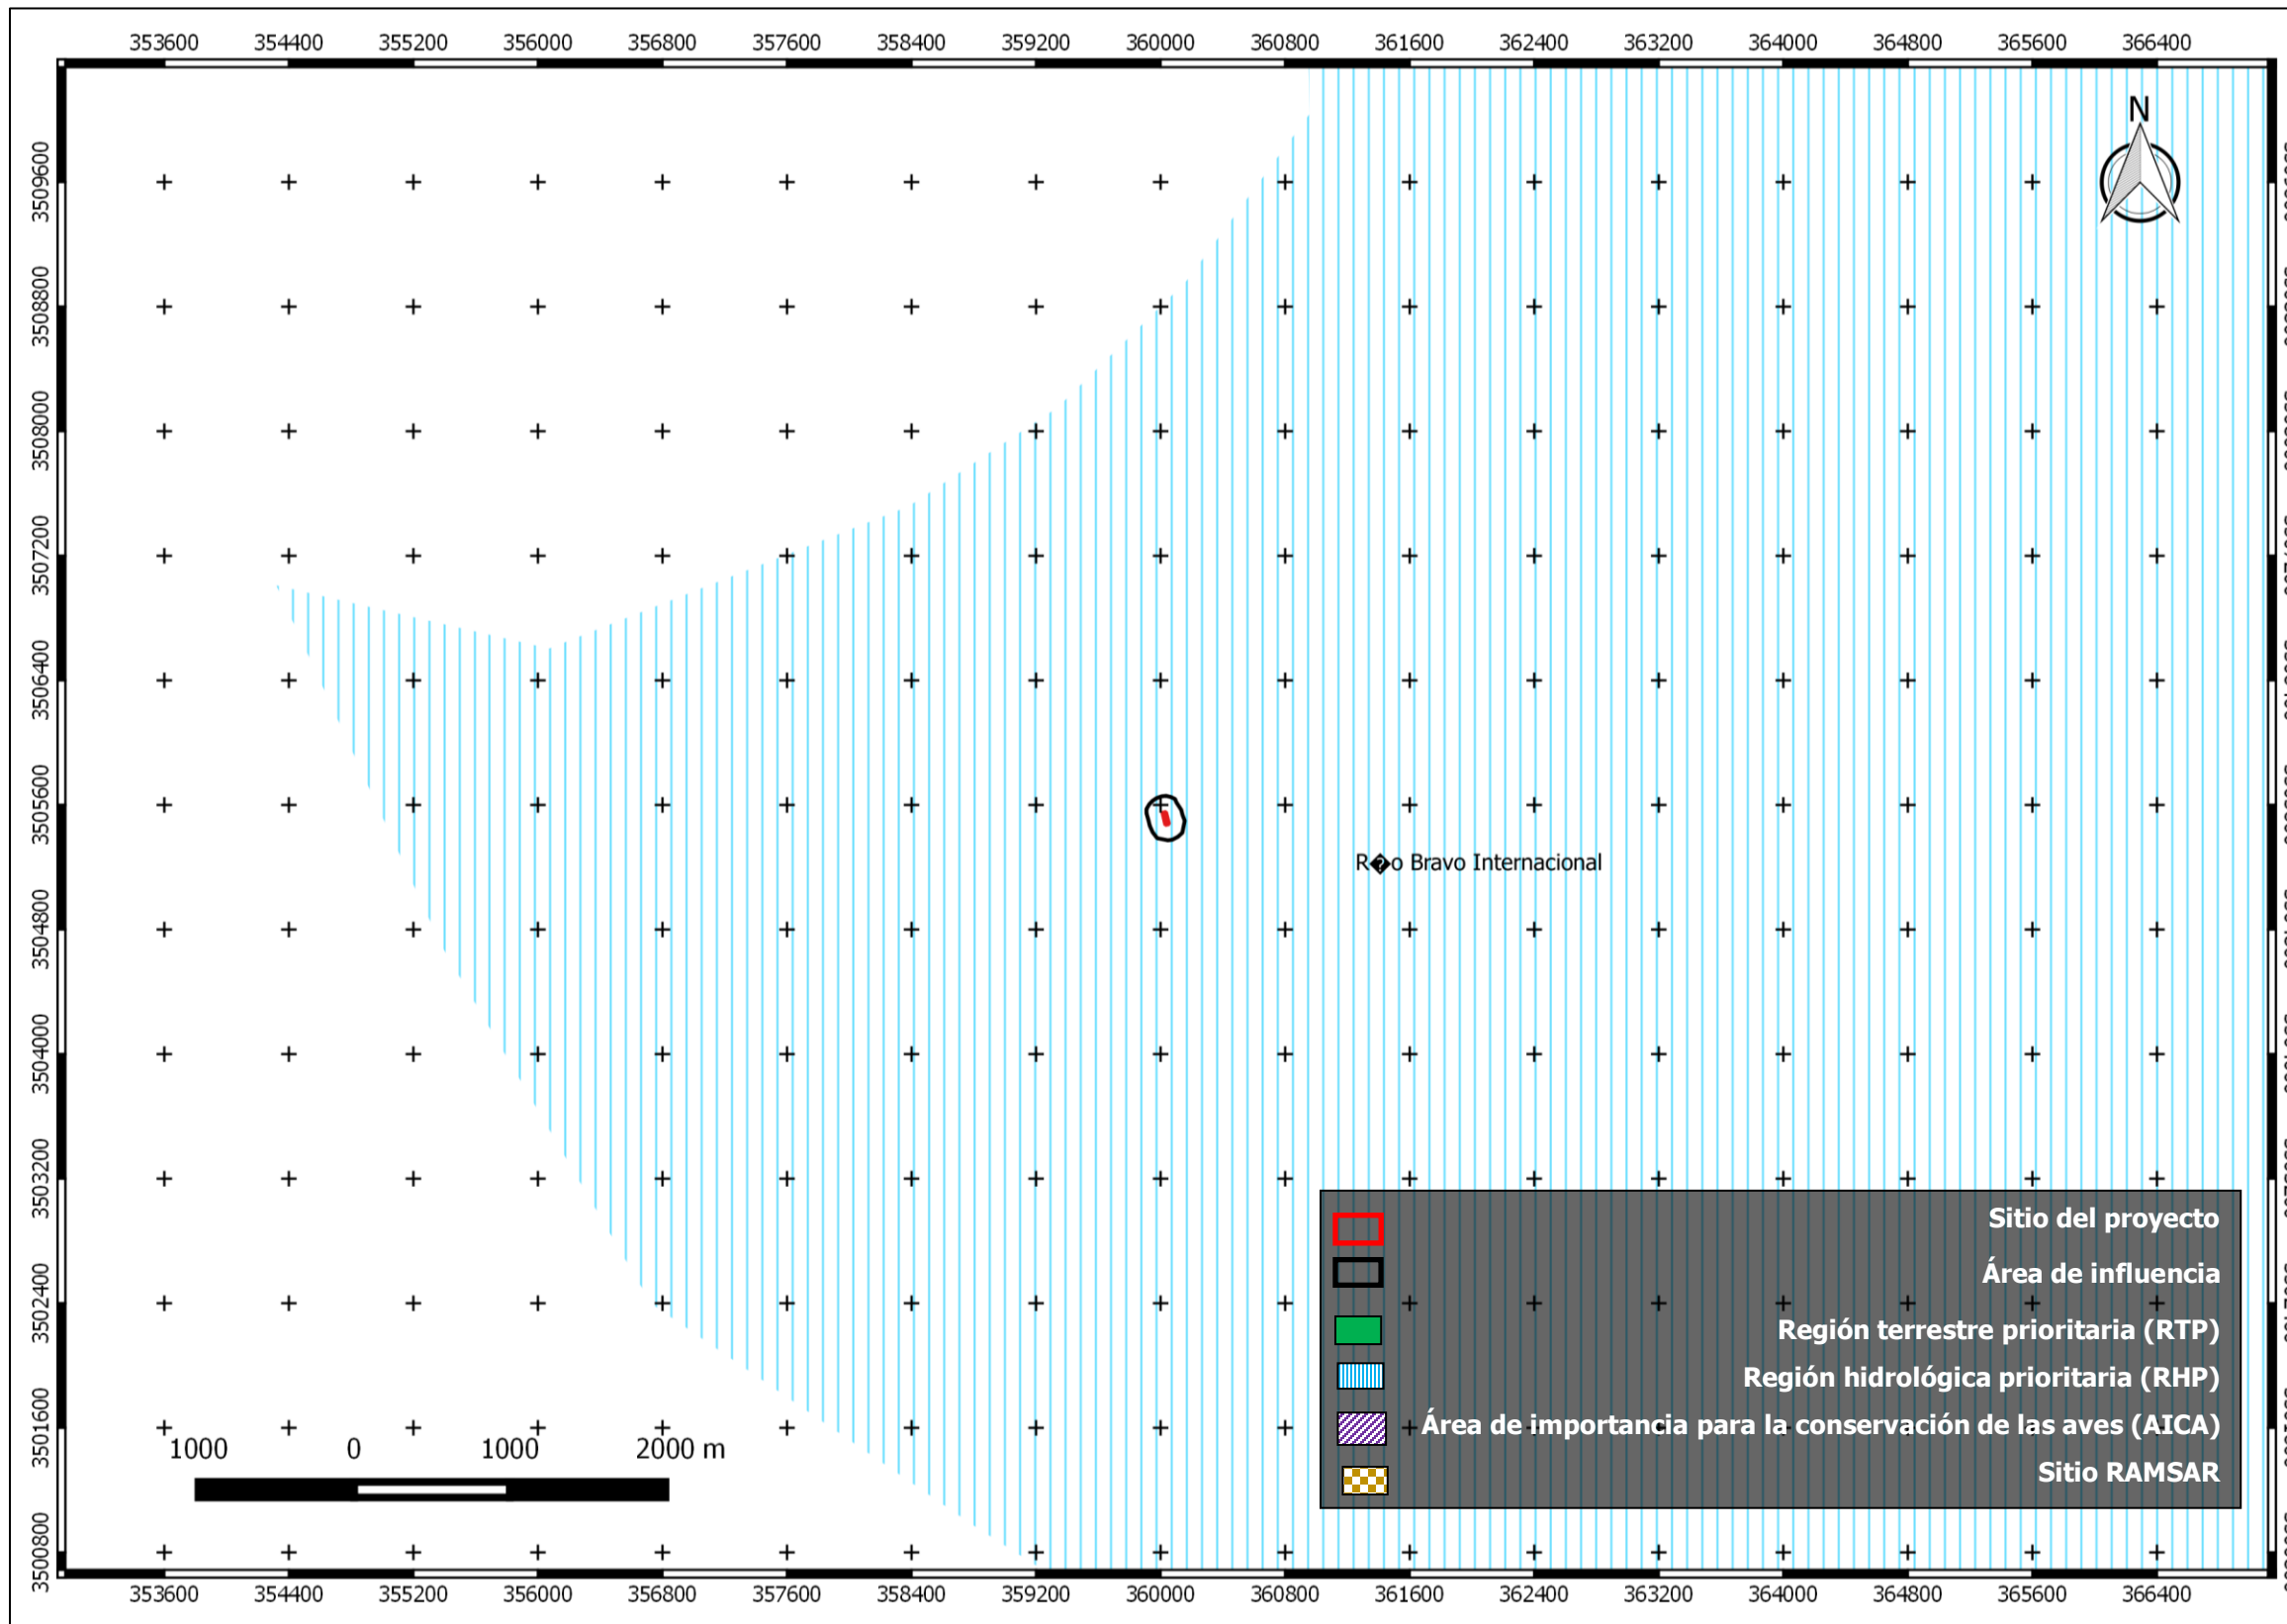 353600 354400 355200 356000 356800 357600 358400 359200 360000 360800 361600 362400 363200 364000 364800 365600 366400
N
3509600
3508800
3508000
3507200
3506400
3505600
3504800
3504000
3503200
3502400
3501600
3500800
R�o Bravo Internacional
Sitio del proyecto
Área de influencia
Región terrestre prioritaria (RTP)
Región hidrológica prioritaria (RHP)
Área de importancia para la conservación de las aves (AICA)
Sitio RAMSAR
1000 0 1000 2000 m
353600 354400 355200 356000 356800 357600 358400 359200 360000 360800 361600 362400 363200 364000 364800 365600 366400